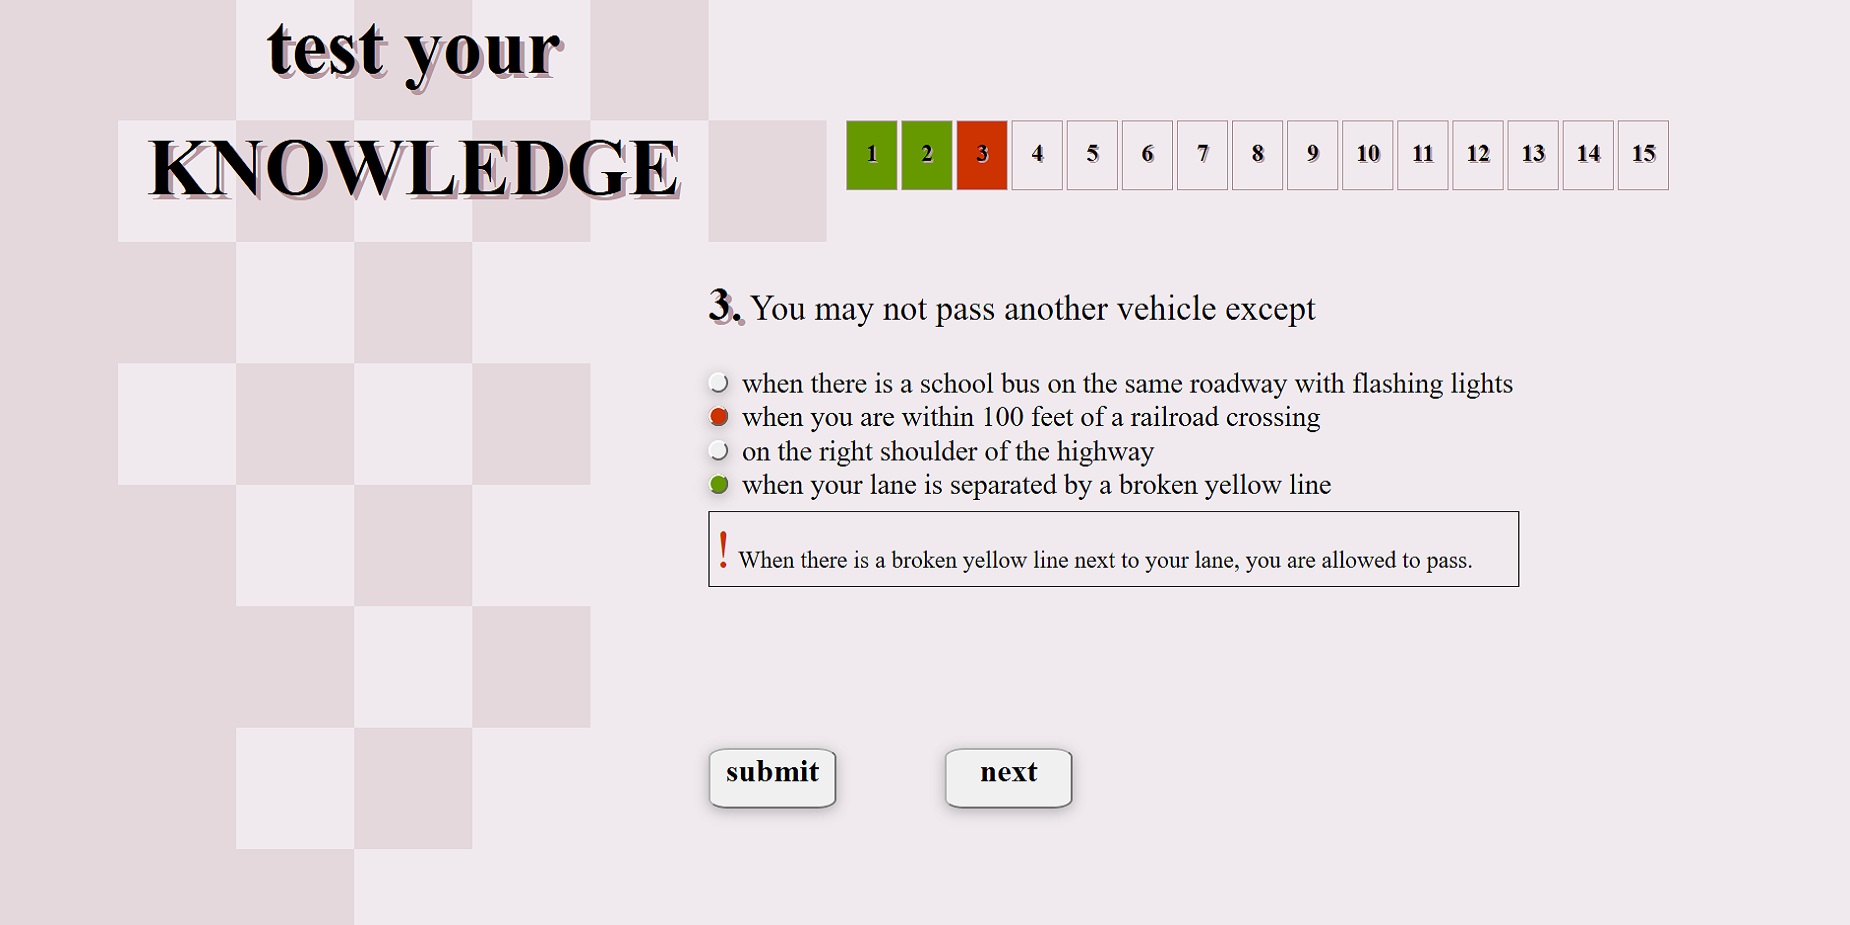 test your
KNOWLEDGE
1 2 3 4 5 6 7 8 9 10 11 12 13 14 15
3. You may not pass another vehicle except
when there is a school bus on the same roadway with flashing lights
when you are within 100 feet of a railroad crossing
on the right shoulder of the highway
when your lane is separated by a broken yellow line
! When there is a broken yellow line next to your lane, you are allowed to pass.
submit next